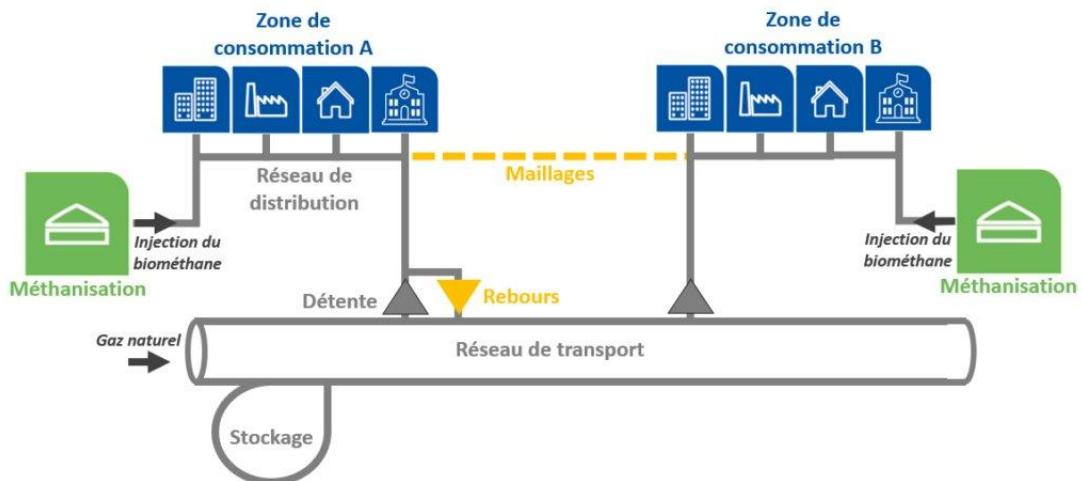 Zone de
consommation A
Zone de
consommation B
Réseau de
distribution
Maillages
Injection du
biométhane
Injection du
biométhane
Méthanisation
Méthanisation
Détente
Rebours
Gaz naturel
Réseau de transport
Stockage